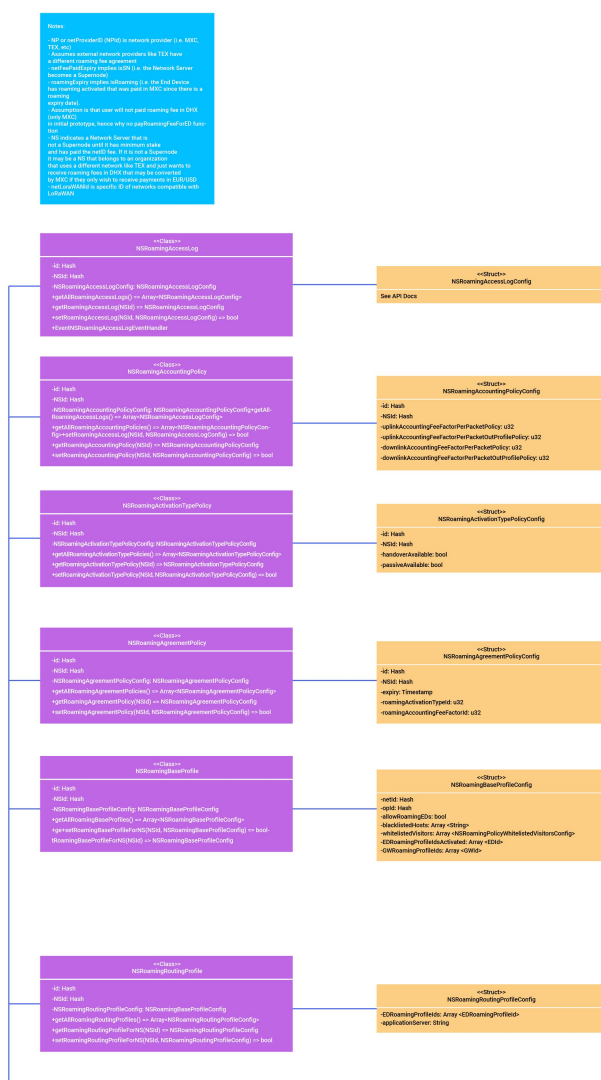 Notes:
- NP or netProviderID (NPid) is network provider (i.e. MXC,
TEX, etc)
- Assumes external network providers like TEX have
a different roaming fee agreement
- netFeePaidExpiry implies isSN (i.e. the Network Server
becomes a Supernode)
- roamingExpiry implies isRoaming (i.e. the End Device
has roaming activated that was paid in MXC since there is a
roaming
expiry date).
- Assumption is that user will not paid roaming fee in DHX
(only MXC)
in initial prototype, hence why no payRoamingFeeForED func-
tion
- NS indicates a Network Server that is
not a Supernode until it has minimum stake
and has paid the netID fee. If it is not a Supernode
it may be a NS that belongs to an organization
that uses a different network like TEX and just wants to
receive roaming fees in DHX that may be converted
by MXC if they only wish to receive payments in EUR/USD
- netLoraWANId is specific ID of networks compatible with
LoRaWAN
<<Class>>
NSRoamingAccessLog
-id: Hash
-NSId: Hash
-NSRoamingAccessLogConfig: NSRoamingAccessLogConfig
+getAllRoamingAccessLogs() => Array<NSRoamingAccessLogConfig>
+getRoamingAccessLog(NSId) => NSRoamingAccessLogConfig
+setRoamingAccessLog(NSId, NSRoamingAccessLogConfig) => bool
+EventNSRoamingAccessLogEventHandler
<<Struct>>
NSRoamingAccessLogConfig
See API Docs
<<Class>>
NSRoamingAccountingPolicy
-id: Hash
-NSId: Hash
-NSRoamingAccountingPolicyConfig: NSRoamingAccountingPolicyConfig+getAll-
RoamingAccessLogs() => Array<NSRoamingAccessLogConfig>
+getAllRoamingAccountingPolicies() => Array<NSRoamingAccountingPolicyCon-
fig>+setRoamingAccessLog(NSId, NSRoamingAccessLogConfig) => bool
+getRoamingAccountingPolicy(NSId) => NSRoamingAccountingPolicyConfig
+setRoamingAccountingPolicy(NSId, NSRoamingAccountingPolicyConfig) => bool
<<Struct>>
NSRoamingAccountingPolicyConfig
-id: Hash
-NSId: Hash
-uplinkAccountingFeeFactorPerPacketPolicy: u32
-uplinkAccountingFeeFactorPerPacketOutProfilePolicy: u32
-downlinkAccountingFeeFactorPerPacketPolicy: u32
-downlinkAccountingFeeFactorPerPacketOutProfilePolicy: u32
<<Class>>
NSRoamingActivationTypePolicy
-id: Hash
-NSId: Hash
-NSRoamingActivationTypePolicyConfig: NSRoamingActivationTypePolicyConfig
+getAllRoamingActivationTypePolicies() => Array<NSRoamingActivationTypePolicyConfig>
+getRoamingActivationTypePolicy(NSId) => NSRoamingActivationTypePolicyConfig
+setRoamingActivationTypePolicy(NSId, NSRoamingActivationTypePolicyConfig) => bool
<<Struct>>
NSRoamingActivationTypePolicyConfig
-id: Hash
-NSId: Hash
-handoverAvailable: bool
-passiveAvailable: bool
<<Class>>
NSRoamingAgreementPolicy
-id: Hash
-NSId: Hash
-NSRoamingAgreementPolicyConfig: NSRoamingAgreementPolicyConfig
+getAllRoamingAgreementPolicies() => Array<NSRoamingAgreementPolicyConfig>
+getRoamingAgreementPolicy(NSId) => NSRoamingAgreementPolicyConfig
+setRoamingAgreementPolicy(NSId, NSRoamingAgreementPolicyConfig) => bool
<<Struct>>
NSRoamingAgreementPolicyConfig
-id: Hash
-NSId: Hash
-expiry: Timestamp
-roamingActivationTypeId: u32
-roamingAccountingFeeFactorId: u32
<<Class>>
NSRoamingBaseProfile
-id: Hash
-NSId: Hash
-NSRoamingBaseProfileConfig: NSRoamingBaseProfileConfig
+getAllRoamingBaseProfiles() => Array<NSRoamingBaseProfileConfig>
+ge+setRoamingBaseProfileForNS(NSId, NSRoamingBaseProfileConfig) => bool-
tRoamingBaseProfileForNS(NSId) => NSRoamingBaseProfileConfig
<<Struct>>
NSRoamingBaseProfileConfig
-netId: Hash
-opId: Hash
-allowRoamingEDs: bool
-blacklistedHosts: Array <String>
-whitelistedVisitors: Array <NSRoamingPolicyWhitelistedVisitorsConfig>
-EDRoamingProfileIdsActivated: Array <EDId>
-GWRoamingProfileIds: Array <GWId>
<<Class>>
NSRoamingRoutingProfile
-id: Hash
-NSId: Hash
-NSRoamingRoutingProfileConfig: NSRoamingBaseProfileConfig
+getAllRoamingRoutingProfiles() => Array<NSRoamingRoutingProfileConfig>
+getRoamingRoutingProfileForNS(NSId) => NSRoamingRoutingProfileConfig
+setRoamingRoutingProfileForNS(NSId, NSRoamingRoutingProfileConfig) => bool
<<Struct>>
NSRoamingRoutingProfileConfig
-EDRoamingProfileIds: Array <EDRoamingProfileId>
-applicationServer: String